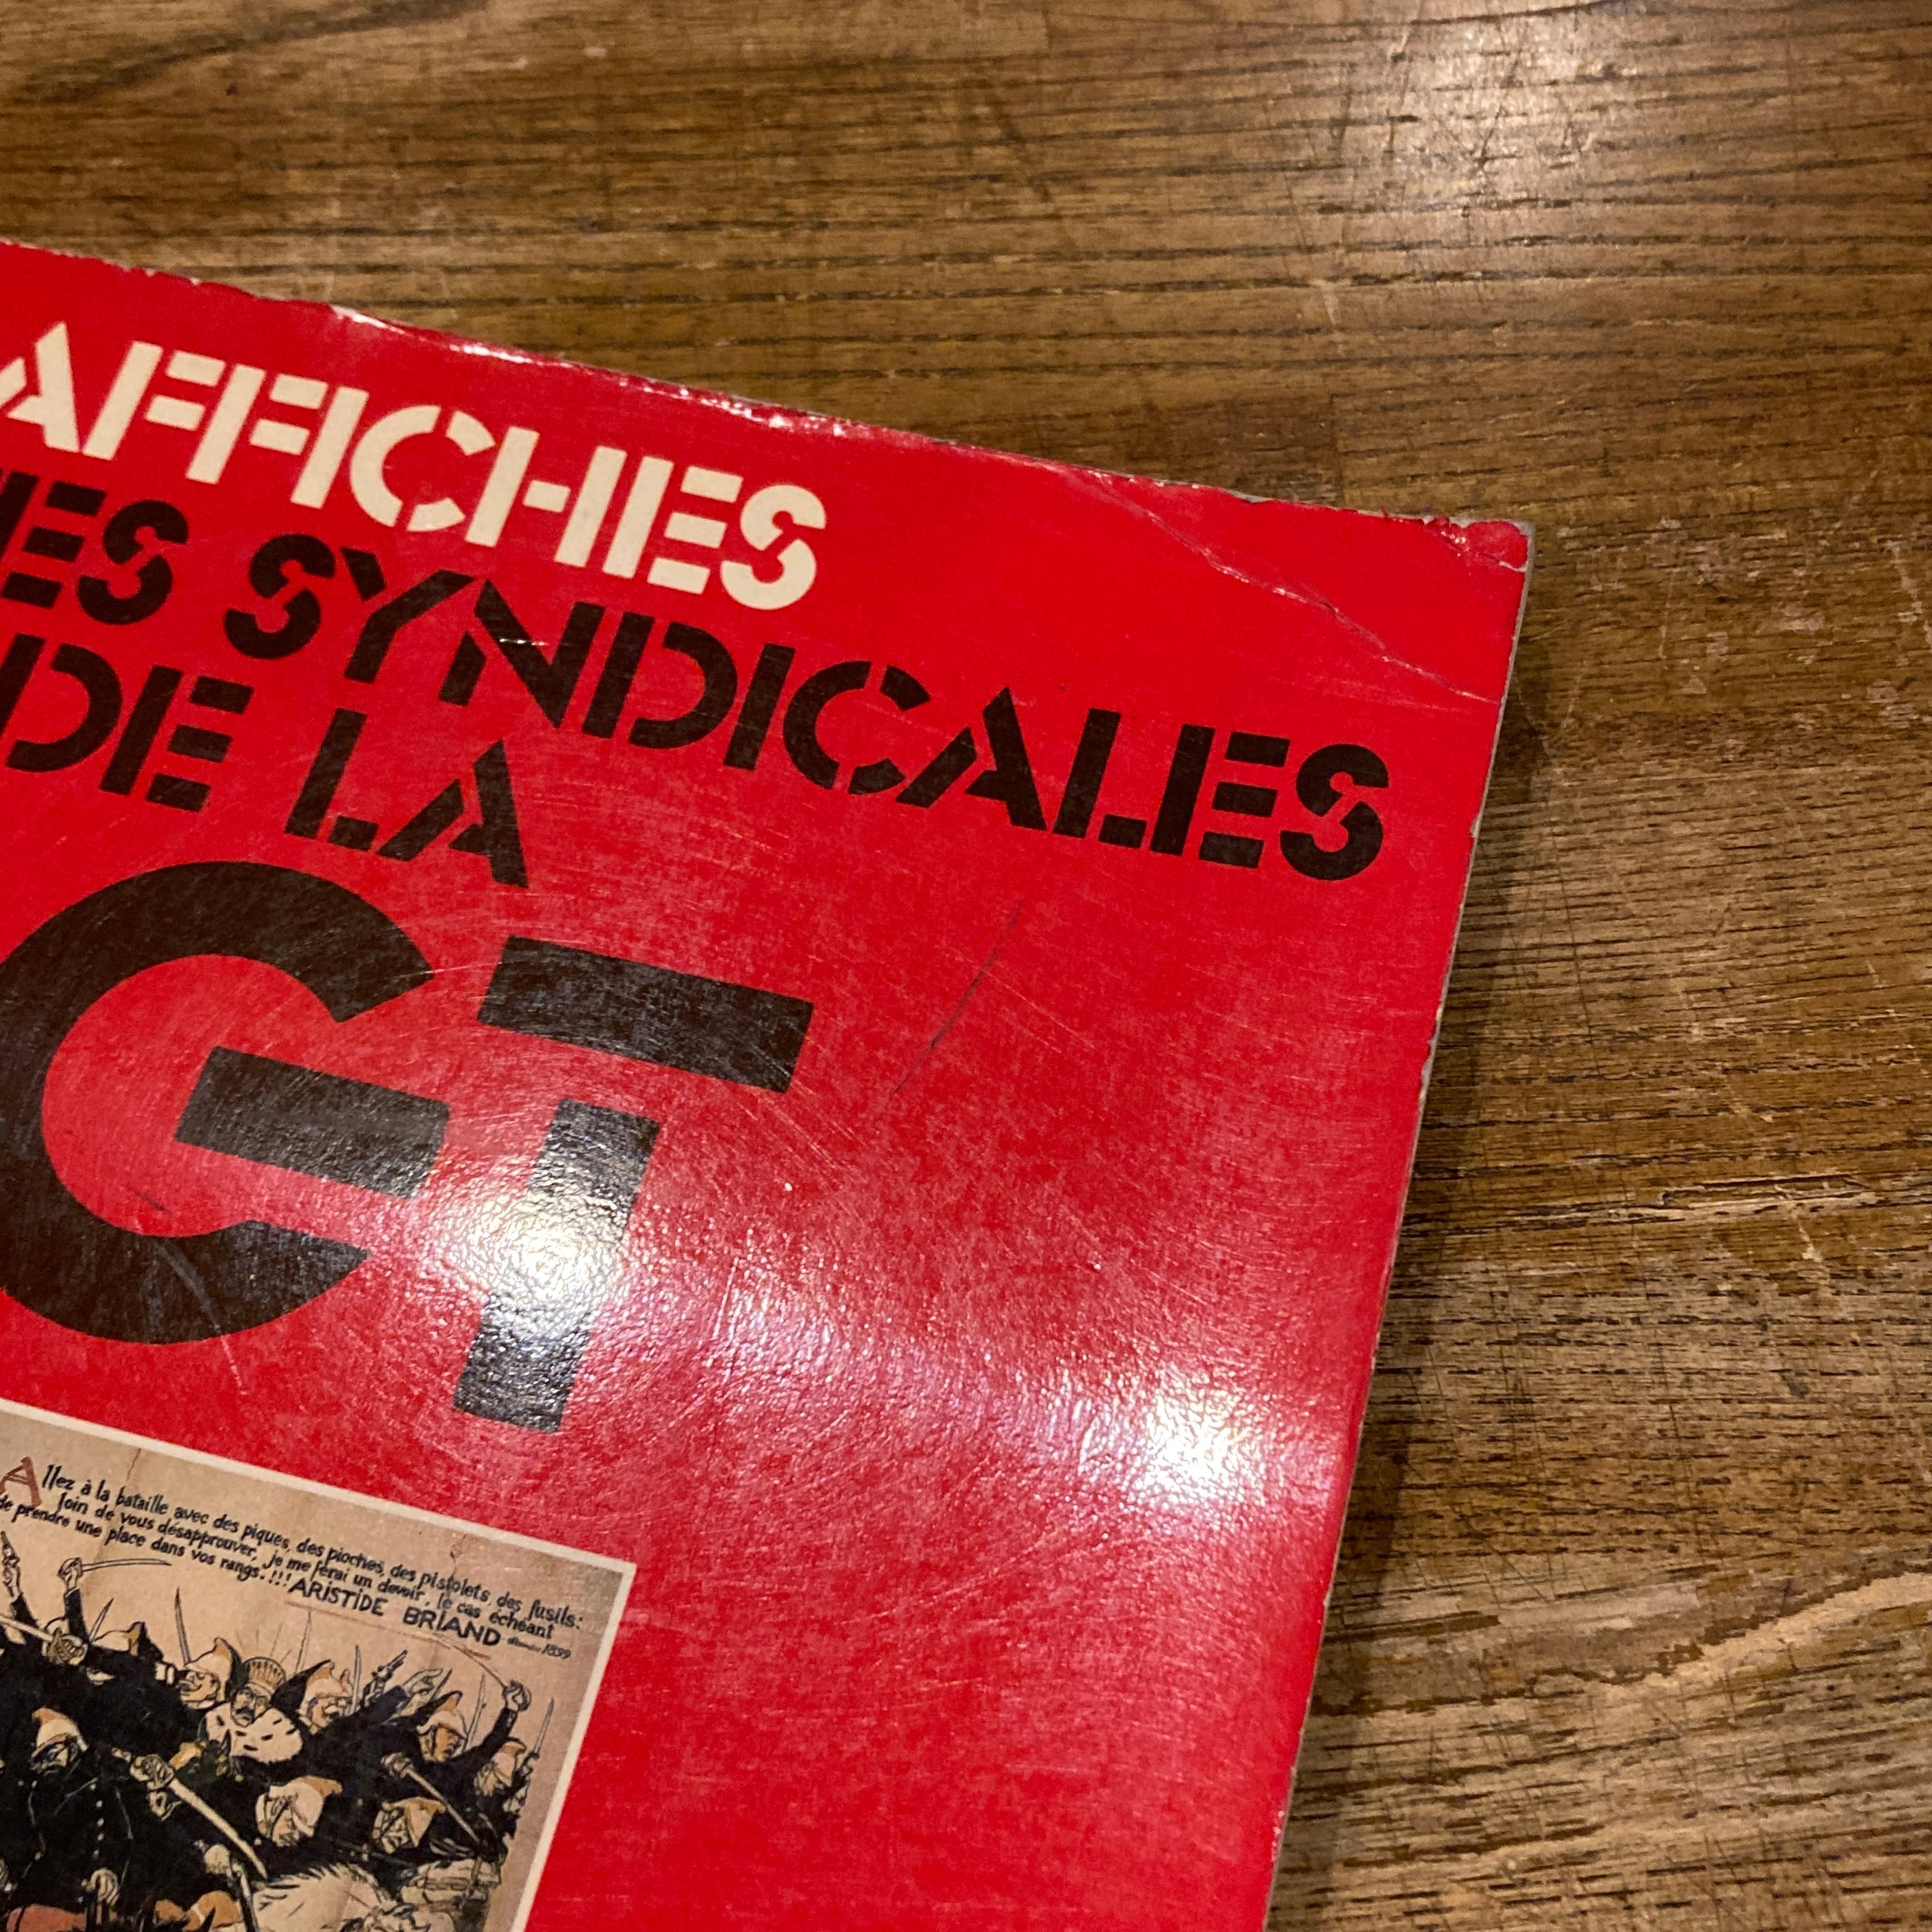 AFFICHES
ES SYNDICALES
DE LA
CGT
Allez à la bataille avec des piques, des pioches, des pistolets, des fusils:
loin de vous désapprouver, je me ferai un devoir, le cas échéant
de prendre une place dans vos rangs.!!! ARISTIDE BRIAND
1899